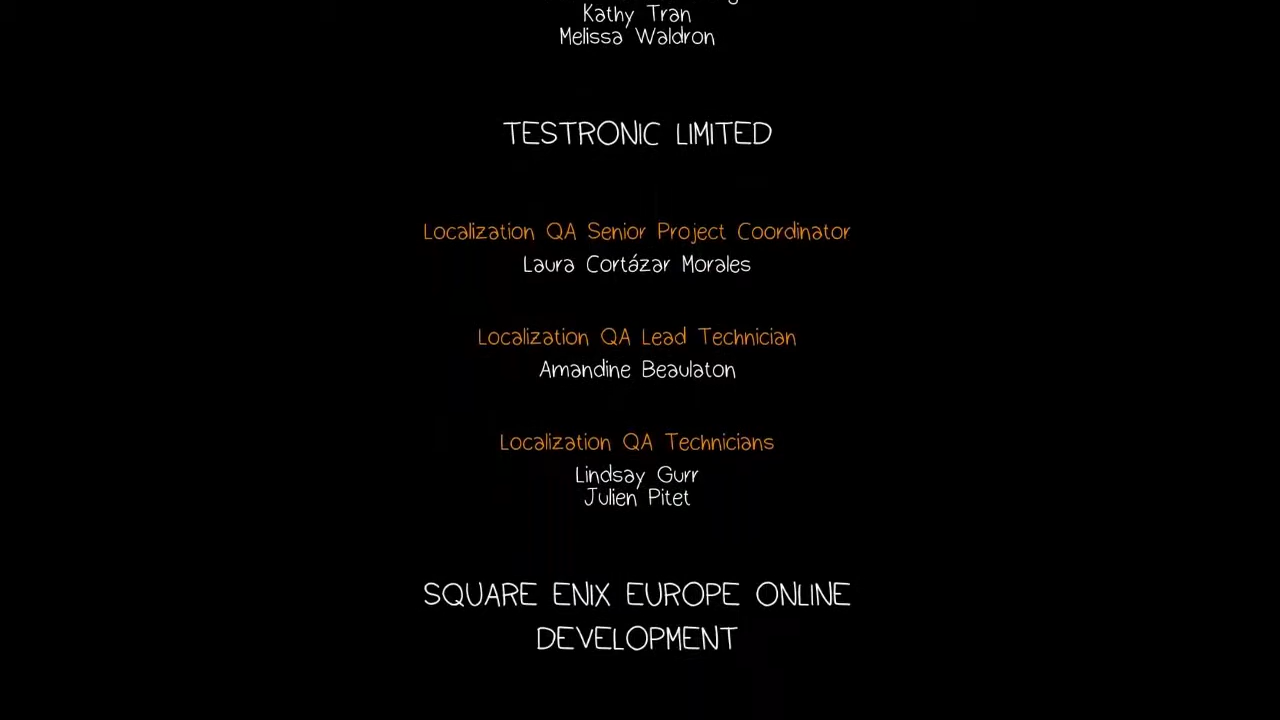 Kathy Tran
Melissa Waldron
TESTRONIC LIMITED
Localization QA Senior Project Coordinator
Laura Cortázar Morales
Localization QA Lead Technician
Amandine Beaulaton
Localization QA Technicians
Lindsay Gurr
Julien Pitet
SQUARE ENIX EUROPE ONLINE
DEVELOPMENT